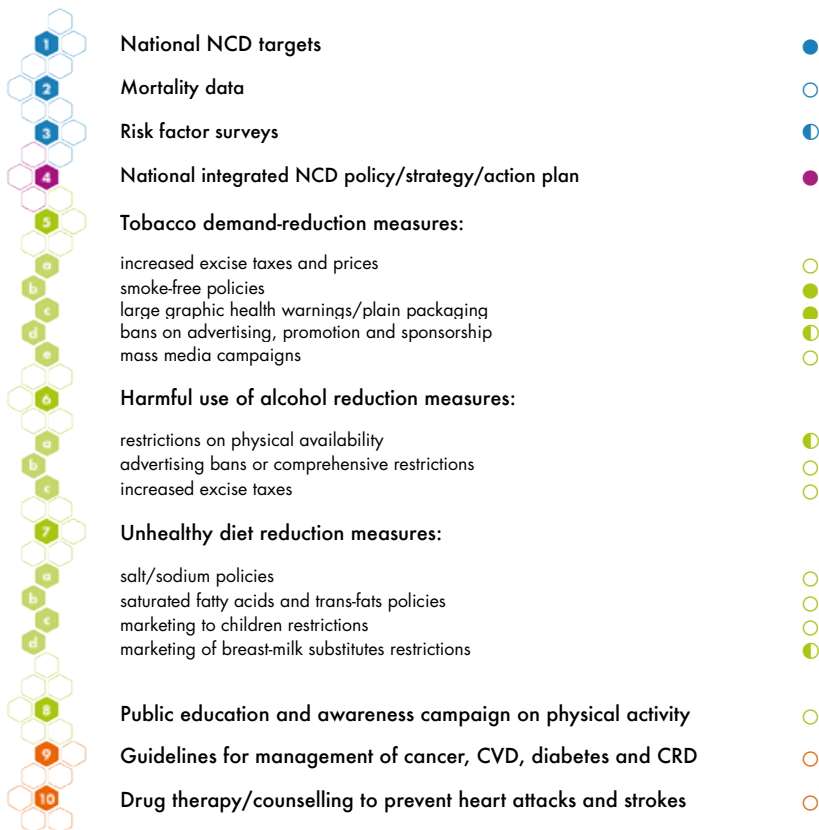 1 National NCD targets
2 Mortality data
3 Risk factor surveys
4 National integrated NCD policy/strategy/action plan
5 Tobacco demand-reduction measures:
a increased excise taxes and prices
b smoke-free policies
c large graphic health warnings/plain packaging
d bans on advertising, promotion and sponsorship
e mass media campaigns
6 Harmful use of alcohol reduction measures:
a restrictions on physical availability
b advertising bans or comprehensive restrictions
c increased excise taxes
7 Unhealthy diet reduction measures:
a salt/sodium policies
b saturated fatty acids and trans-fats policies
c marketing to children restrictions
d marketing of breast-milk substitutes restrictions
8 Public education and awareness campaign on physical activity
9 Guidelines for management of cancer, CVD, diabetes and CRD
10 Drug therapy/counselling to prevent heart attacks and strokes